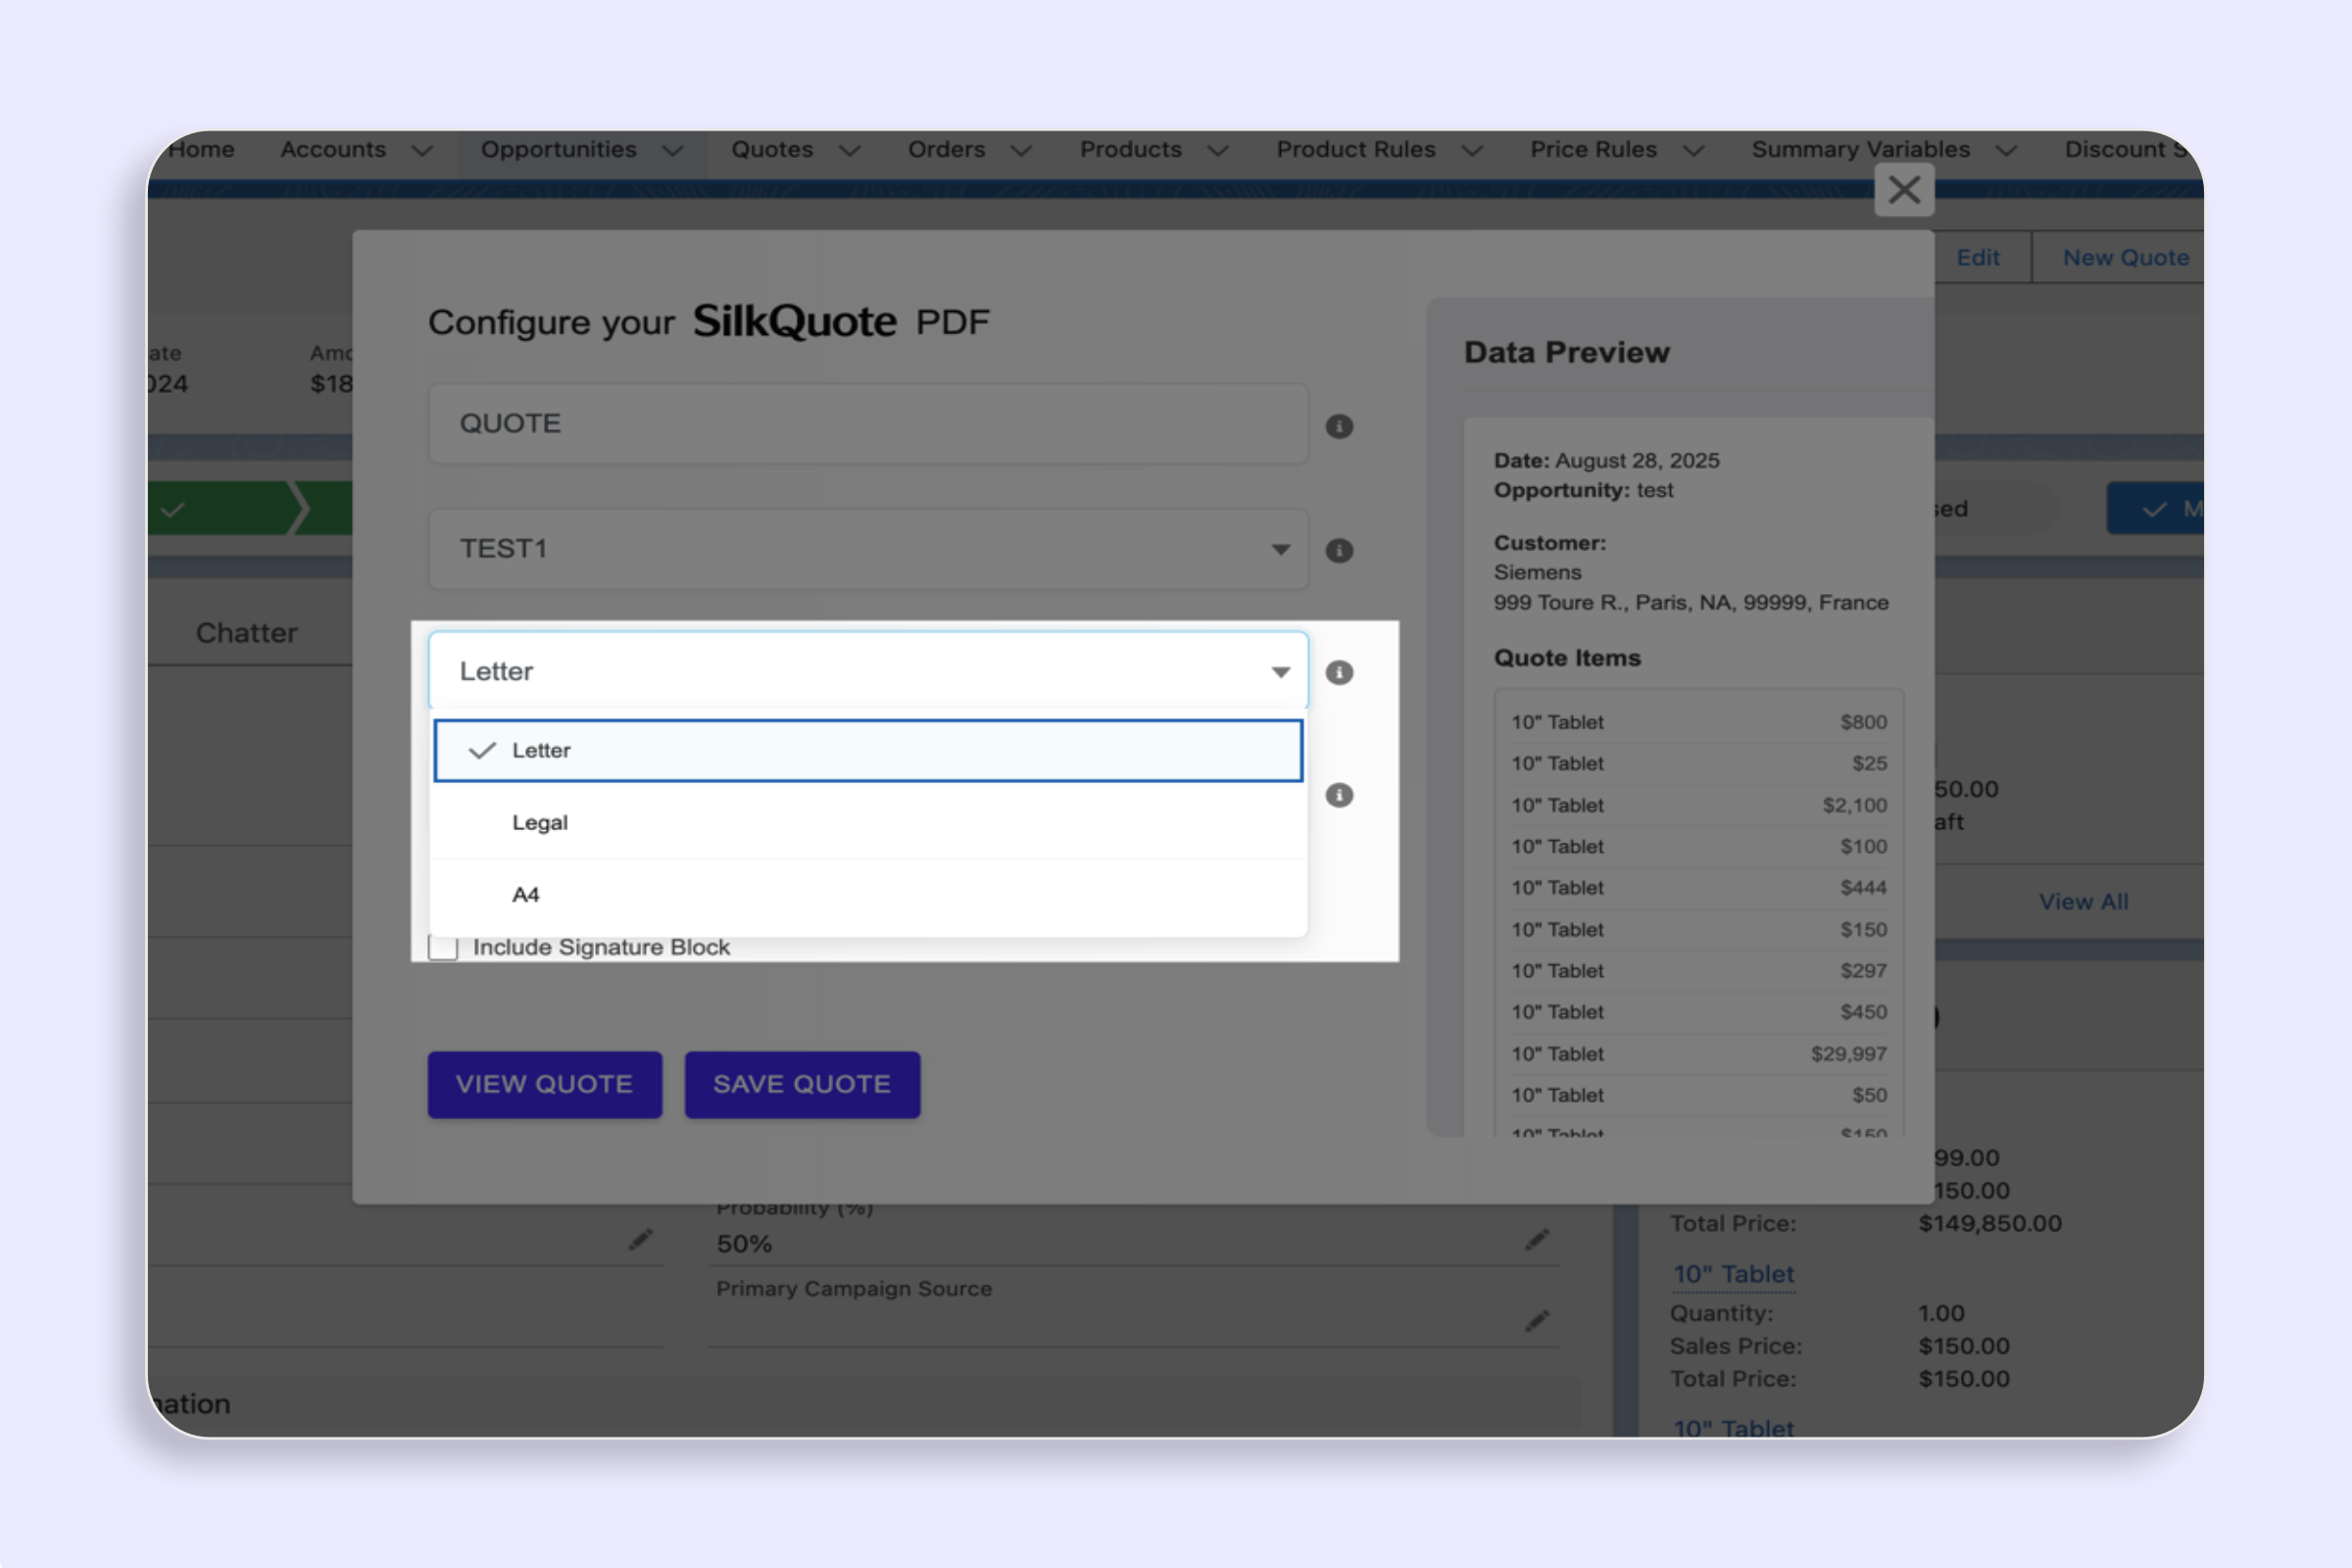 Home Accounts Opportunities Quotes Orders Products Product Rules Price Rules Summary Variables Discount S
Edit New Quote
ate
024
Amo
$18
Chatter
Configure your SilkQuote PDF
QUOTE
TEST1
Letter
Letter
Legal
A4
Include Signature Block
VIEW QUOTE SAVE QUOTE
Data Preview
Date: August 28, 2025
Opportunity: test
Customer:
Siemens
999 Toure R., Paris, NA, 99999, France
Quote Items
10" Tablet $800
10" Tablet $25
10" Tablet $2,100
10" Tablet $100
10" Tablet $444
10" Tablet $150
10" Tablet $297
10" Tablet $450
10" Tablet $29,997
10" Tablet $50
10" Tablet $150
sed
M
50.00
aft
View All
99.00
150.00
Total Price: $149,850.00
10" Tablet
Quantity: 1.00
Sales Price: $150.00
Total Price: $150.00
10" Tablet
Probability (%)
50%
Primary Campaign Source
nation